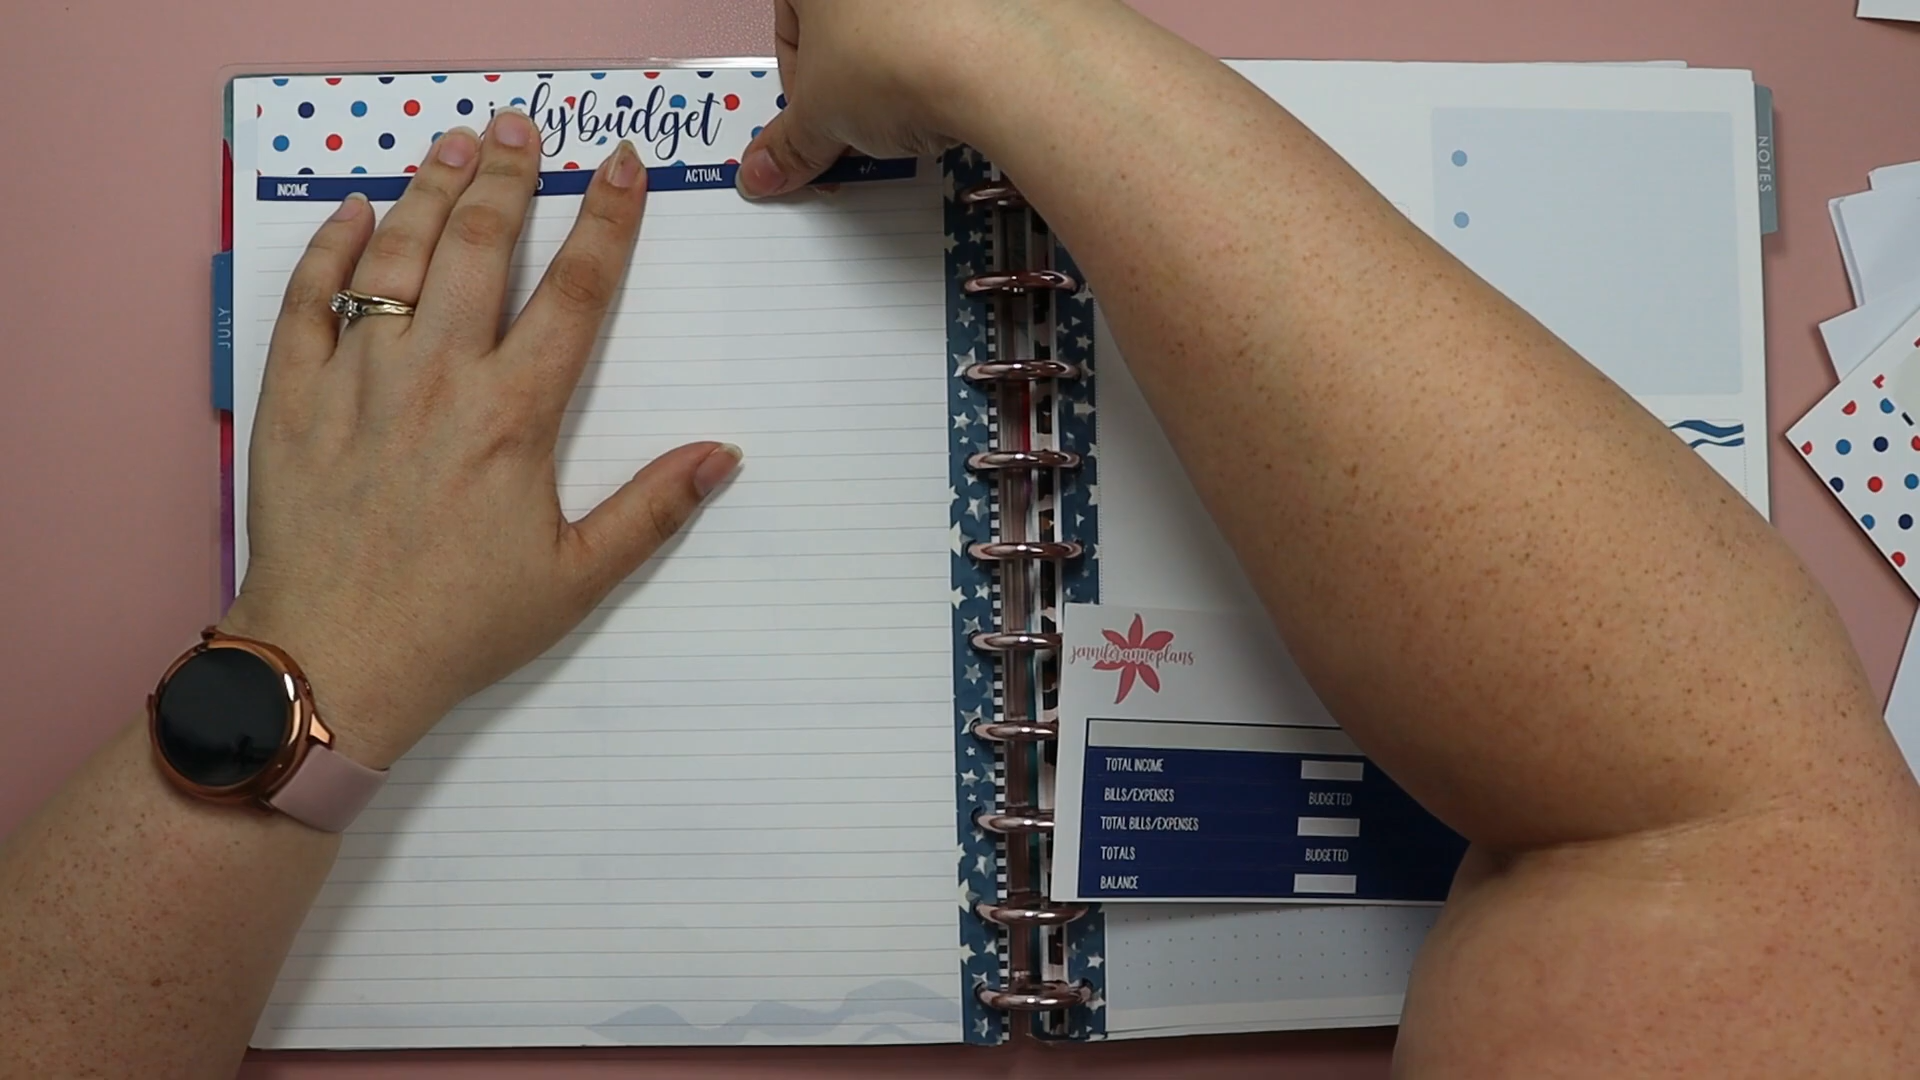 july budget
INCOME
ACTUAL
+/-
JULY
NOTES
jenniferanneplans
TOTAL INCOME
BILLS/EXPENSES BUDGETED
TOTAL BILLS/EXPENSES
TOTALS BUDGETED
BALANCE